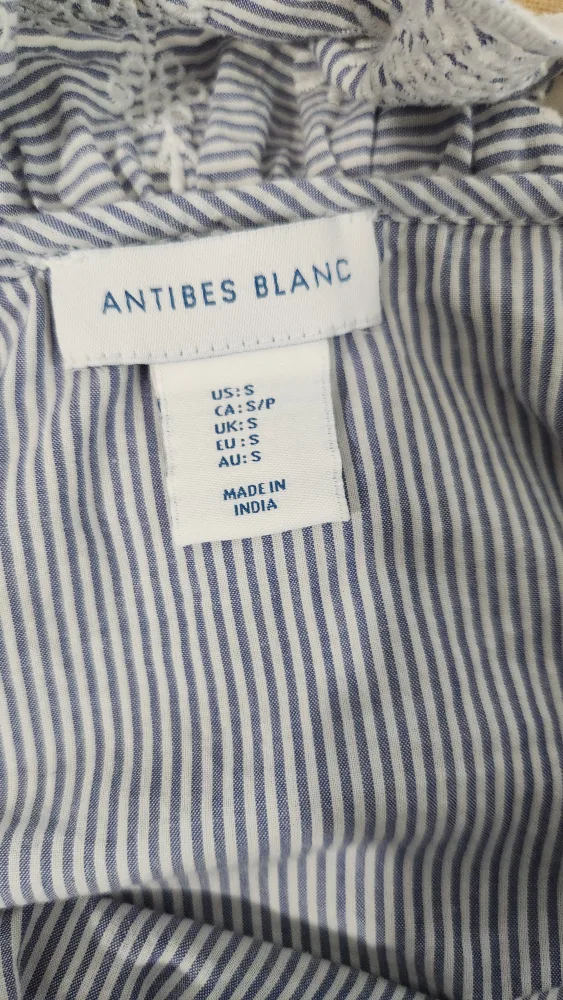 ANTIBES BLANC
US: S
CA: S/P
UK: S
EU : S
AU: S
MADE IN
INDIA